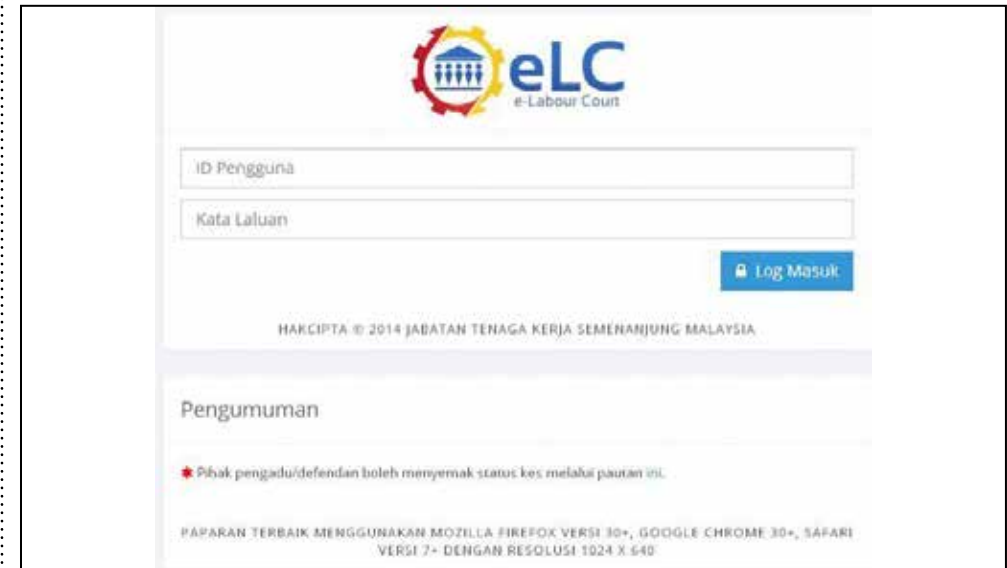 eLC
e-Labour Court
ID Pengguna
Kata Laluan
Log Masuk
HAKCIPTA © 2014 JABATAN TENAGA KERJA SEMENANJUNG MALAYSIA
Pengumuman
Pihak pengadu/defendan boleh menyemak status kes melalui pautan ini.
PAPARAN TERBAIK MENGGUNAKAN MOZILLA FIREFOX VERSI 30+, GOOGLE CHROME 30+, SAFARI
VERSI 7+ DENGAN RESOLUSI 1024 X 640